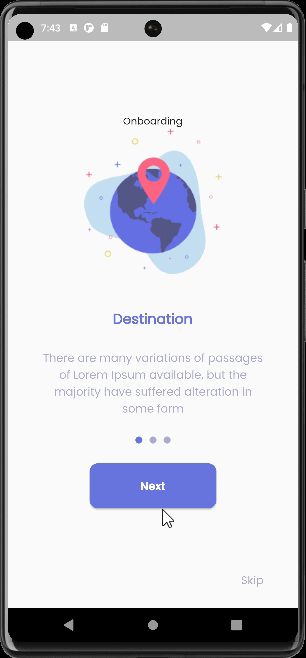 7:43
Onboarding
Destination
There are many variations of passages
of Lorem Ipsum available, but the
majority have suffered alteration in
some form
Next
Skip